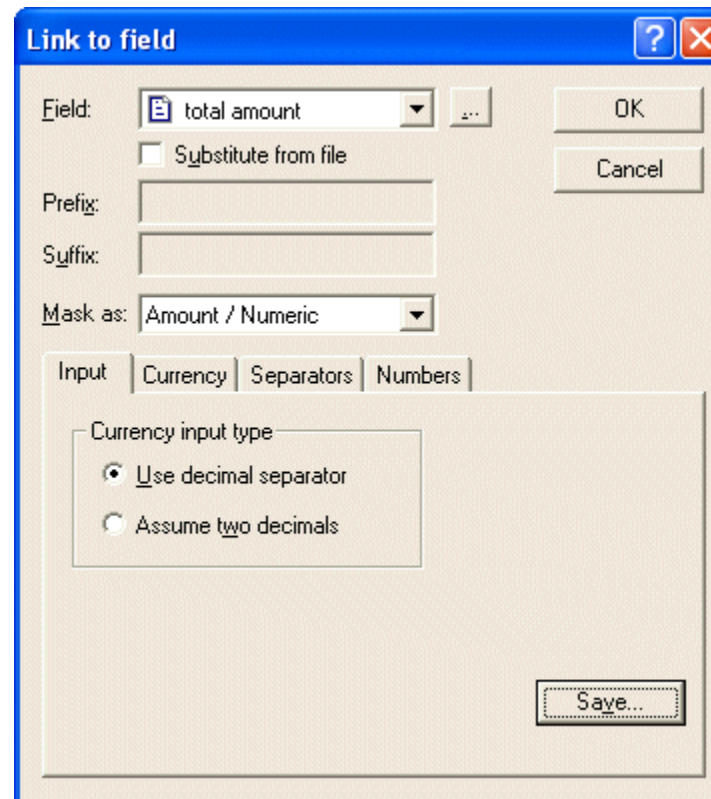 Link to field
Field: total amount ...
OK
Substitute from file
Cancel
Prefix:
Suffix:
Mask as: Amount / Numeric
Input Currency Separators Numbers
Currency input type
Use decimal separator
Assume two decimals
Save...